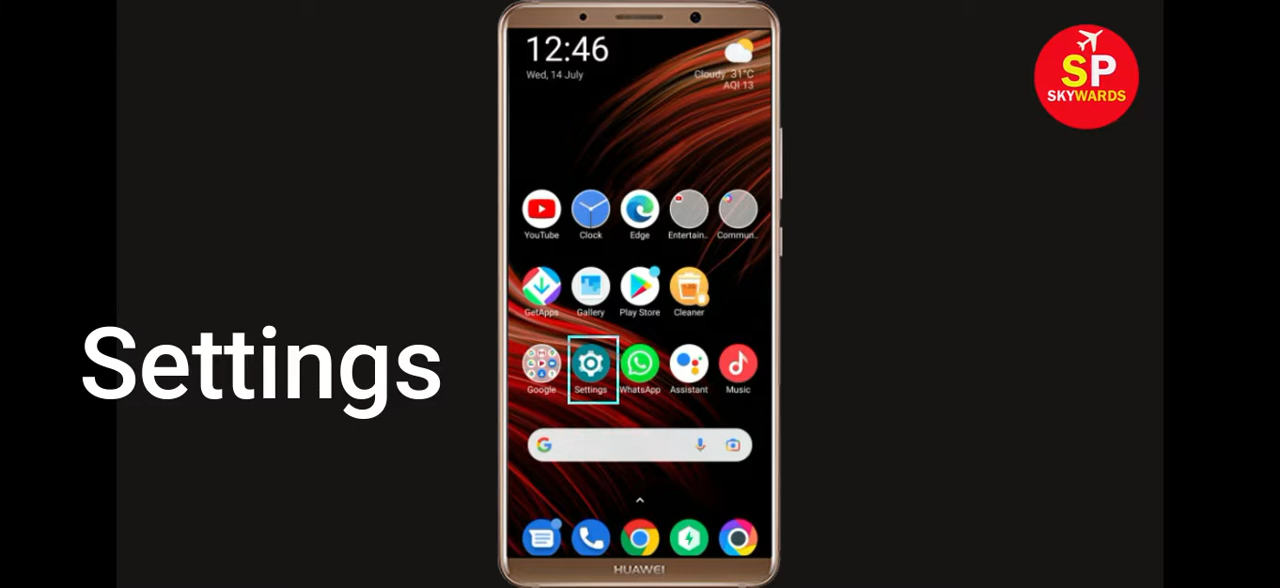 12:46
Wed, 14 July
Cloudy 31°C
AQI 13
SP
SKYWARDS
YouTube
Clock
Edge
Entertain..
Commun..
GetApps
Gallery
Play Store
Cleaner
Settings
Google
Settings
WhatsApp
Assistant
Music
HUAWEI